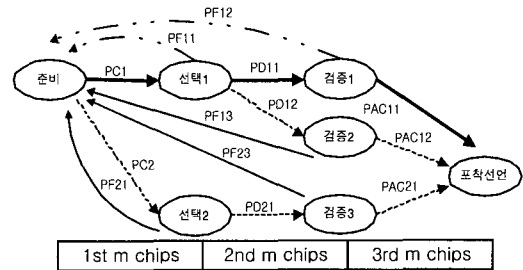 PF12
PF11
준비
PC1
선택1
PD11
검증1
PF13
PD12
PAC11
검증2
PAC12
PF23
PC2
포착선언
PF21
PAC21
선택2
PD21
검증3
1st m chips
2nd m chips
3rd m chips